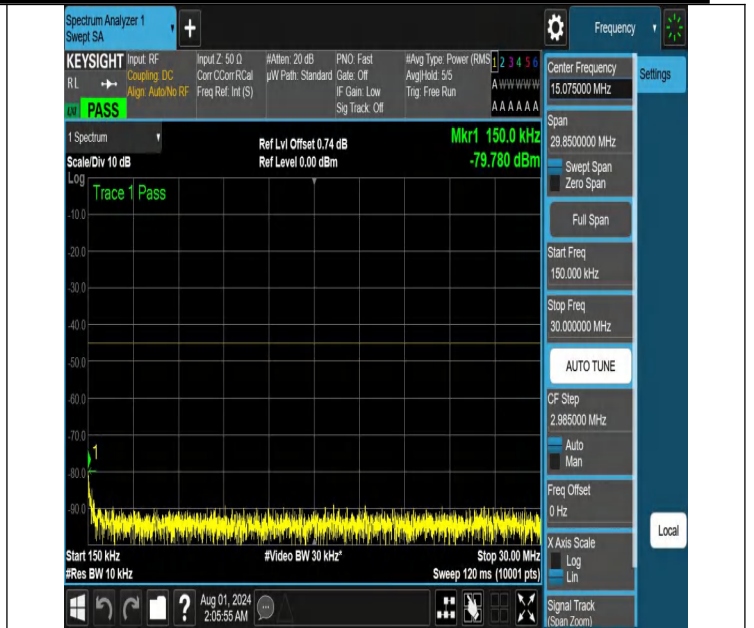 Spectrum Analyzer 1
Swept SA
+
Frequency
KEYSIGHT
RL
PASS
Input: RF
Coupling: DC
Align: Auto/No RF
Input Z: 50 Ω
Corr CCorr RCal
Freq Ref: Int (S)
#Atten: 20 dB
µW Path: Standard
PNO: Fast
Gate: Off
IF Gain: Low
Sig Track: Off
#Avg Type: Power (RMS
Avg|Hold: 5/5
Trig: Free Run
1 2 3 4 5 6
A W W W W W
A A A A A A
1 Spectrum
Scale/Div 10 dB
Ref Lvl Offset 0.74 dB
Ref Level 0.00 dBm
Mkr1 150.0 kHz
-79.780 dBm
Log
Trace 1 Pass
-10.0
-20.0
-30.0
-40.0
-50.0
-60.0
-70.0
1
-80.0
-90.0
Start 150 kHz
#Video BW 30 kHz*
Stop 30.00 MHz
#Res BW 10 kHz
Sweep 120 ms (10001 pts)
Aug 01, 2024
2:05:55 AM
?
Center Frequency
15.075000 MHz
Settings
Span
29.8500000 MHz
Swept Span
Zero Span
Full Span
Start Freq
150.000 kHz
Stop Freq
30.000000 MHz
AUTO TUNE
CF Step
2.985000 MHz
Auto
Man
Freq Offset
0 Hz
X Axis Scale
Log
Lin
Local
Signal Track
(Span Zoom)